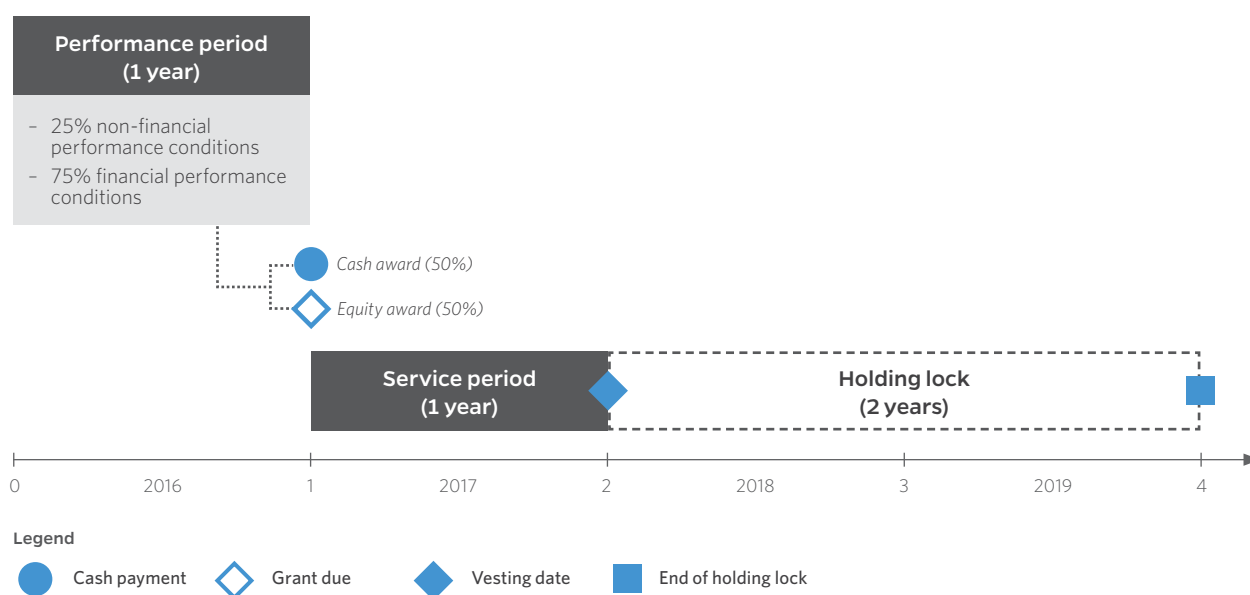 Performance period
(1 year)
– 25% non-financial
performance conditions
– 75% financial performance
conditions
Cash award (50%)
Equity award (50%)
Service period
(1 year)
Holding lock
(2 years)
0 2016 1 2017 2 2018 3 2019 4
Legend
Cash payment Grant due Vesting date End of holding lock